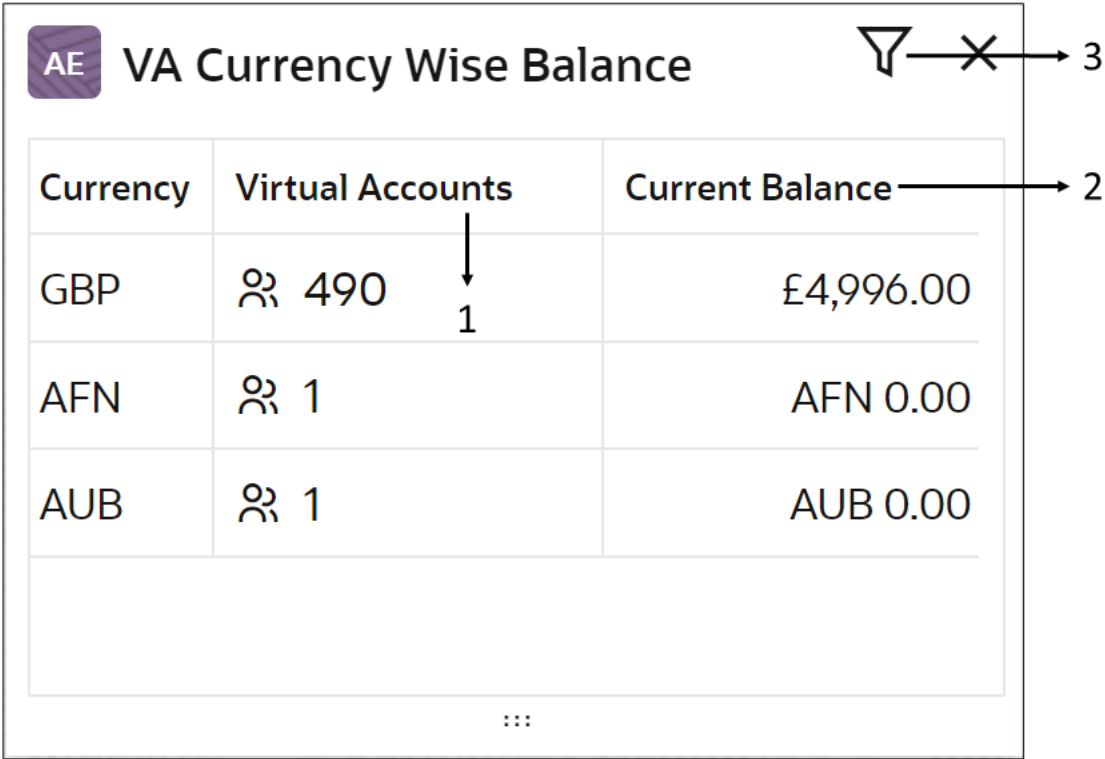 AE VA Currency Wise Balance 3
Currency Virtual Accounts Current Balance 2
GBP 490 £4,996.00
1
AFN 1 AFN 0.00
AUB 1 AUB 0.00